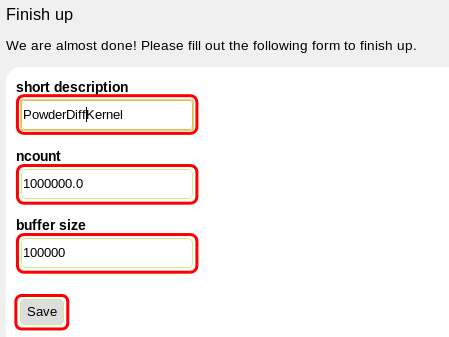 Finish up
We are almost done! Please fill out the following form to finish up.
short description
PowderDiffKernel
ncount
1000000.0
buffer size
100000
Save